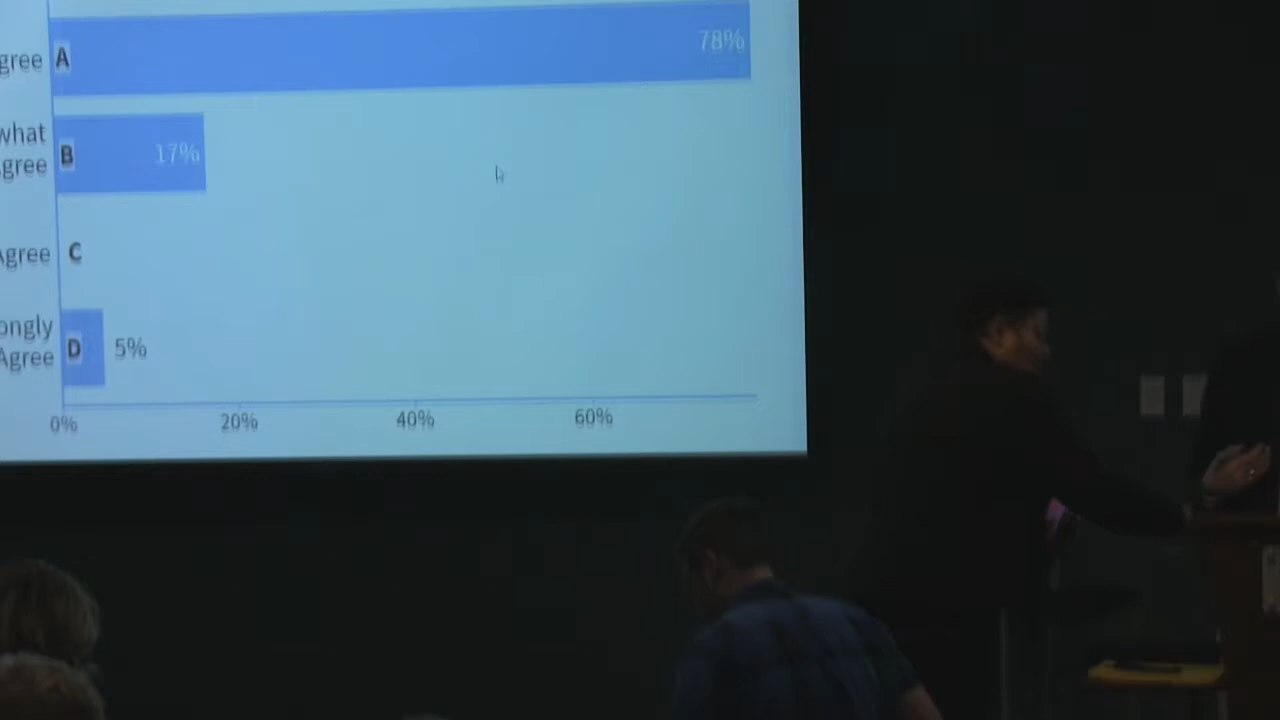 gree A 78%
what
gree B 17%
Agree C
ongly
Agree D 5%
0% 20% 40% 60%